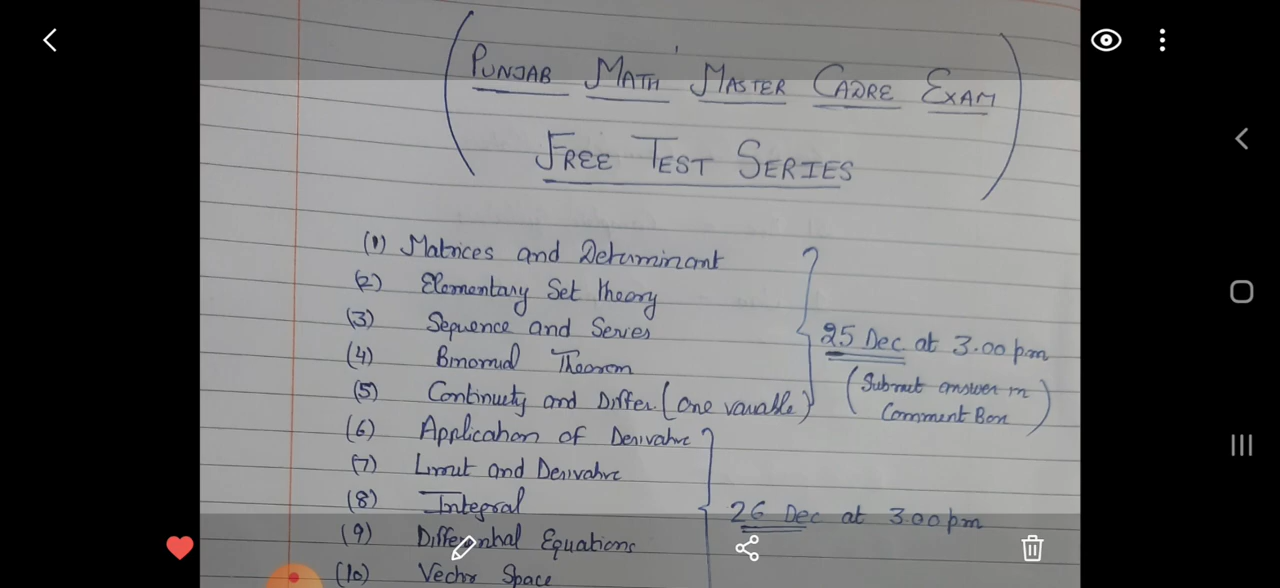 PUNJAB MATH MASTER CADRE EXAM
FREE TEST SERIES
(1) Matrices and Determinant
(2) Elementary Set theory
(3) Sequence and Series
(4) Binomial Theorem
(5) Continuity and Differ. (one variable)
25 Dec at 3.00 pm
(Submit answer in Comment Box)
(6) Application of Derivative
(7) Limit and Derivative
(8) Integral
(9) Differential Equations
(10) Vector Space
26 Dec at 3.00 pm